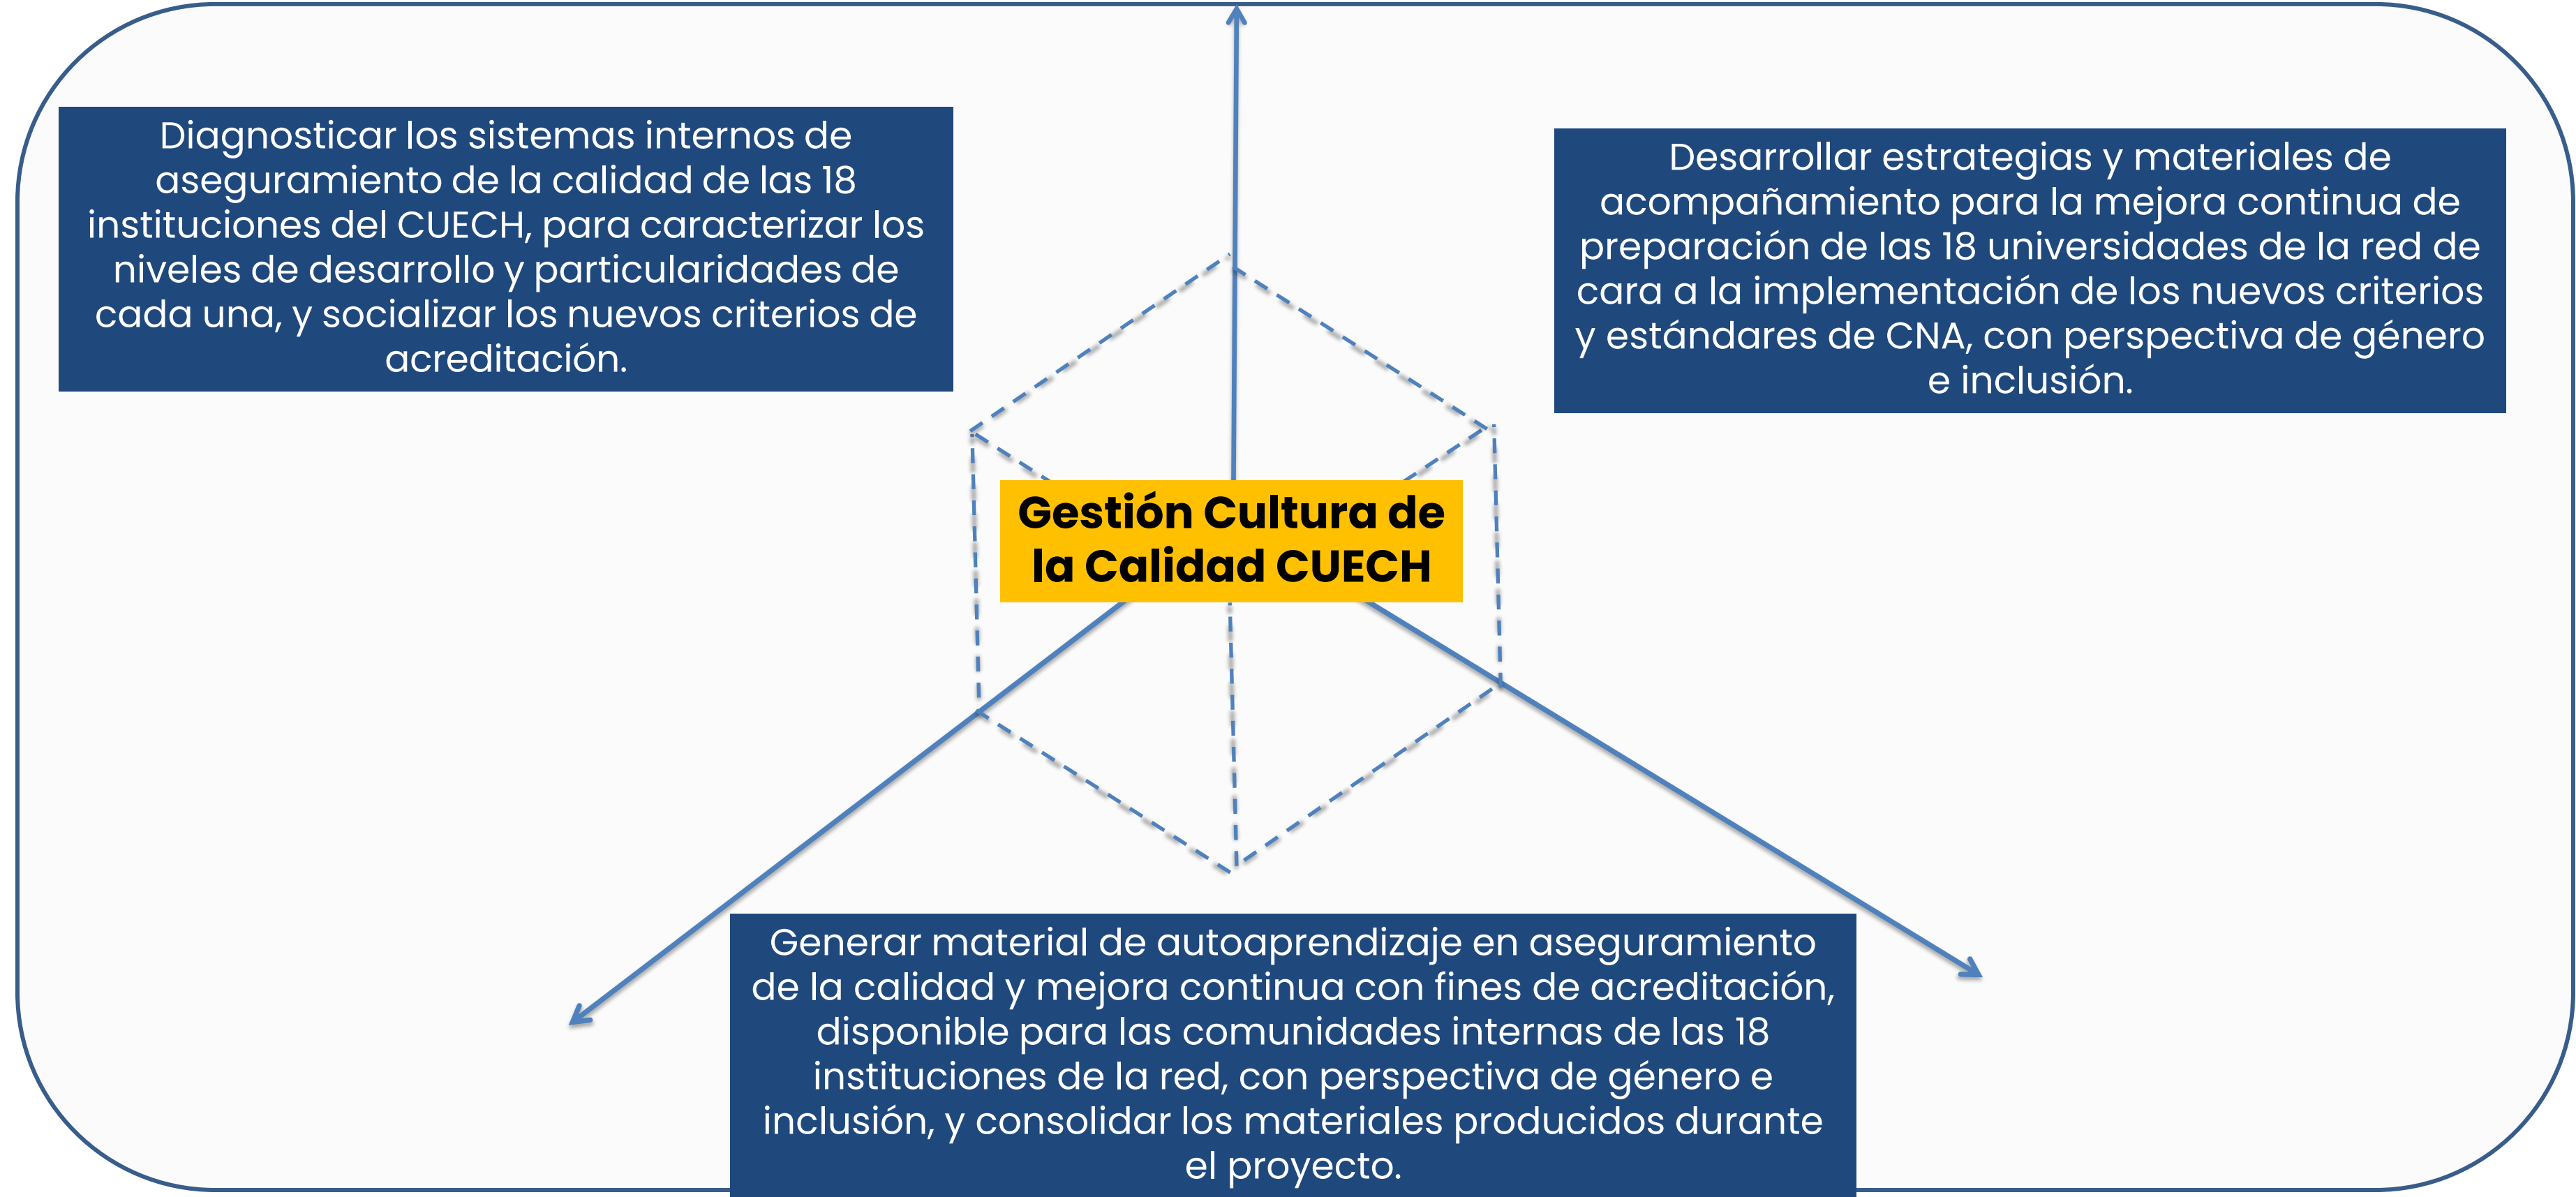 Diagnosticar los sistemas internos de
aseguramiento de la calidad de las 18
instituciones del CUECH, para caracterizar los
niveles de desarrollo y particularidades de
cada una, y socializar los nuevos criterios de
acreditación.
Desarrollar estrategias y materiales de
acompañamiento para la mejora continua de
preparación de las 18 universidades de la red de
cara a la implementación de los nuevos criterios
y estándares de CNA, con perspectiva de género
e inclusión.
Gestión Cultura de
la Calidad CUECH
Generar material de autoaprendizaje en aseguramiento
de la calidad y mejora continua con fines de acreditación,
disponible para las comunidades internas de las 18
instituciones de la red, con perspectiva de género e
inclusión, y consolidar los materiales producidos durante
el proyecto.